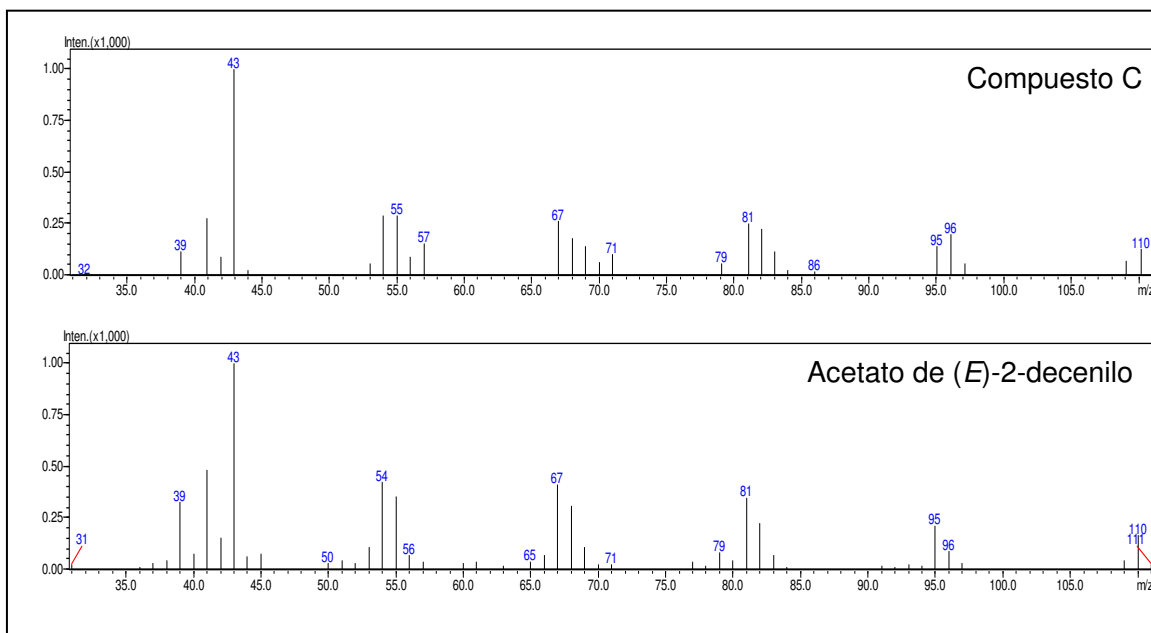 Inten.(x1,000)
Compuesto C
1.00
0.75
0.50
0.25
0.00
32 39 43 55 57 67 71 79 81 86 95 96 110
35.0 40.0 45.0 50.0 55.0 60.0 65.0 70.0 75.0 80.0 85.0 90.0 95.0 100.0 105.0 m/z
Inten.(x1,000)
Acetato de (E)-2-decenilo
1.00
0.75
0.50
0.25
0.00
31 39 43 50 54 56 65 67 71 79 81 95 96 110 111
35.0 40.0 45.0 50.0 55.0 60.0 65.0 70.0 75.0 80.0 85.0 90.0 95.0 100.0 105.0 m/z